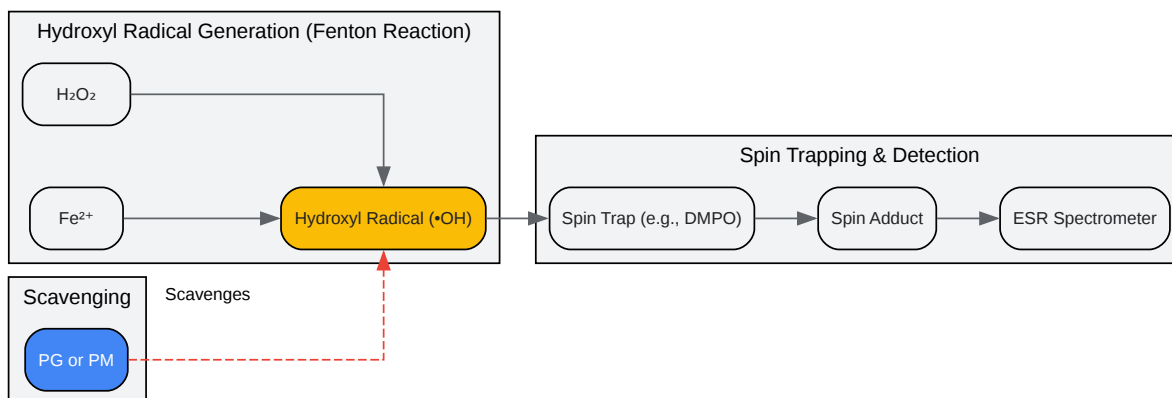 Hydroxyl Radical Generation (Fenton Reaction)
H₂O₂
Fe²⁺
Hydroxyl Radical (•OH)
Spin Trapping & Detection
Spin Trap (e.g., DMPO)
Spin Adduct
ESR Spectrometer
Scavenging
Scavenges
PG or PM